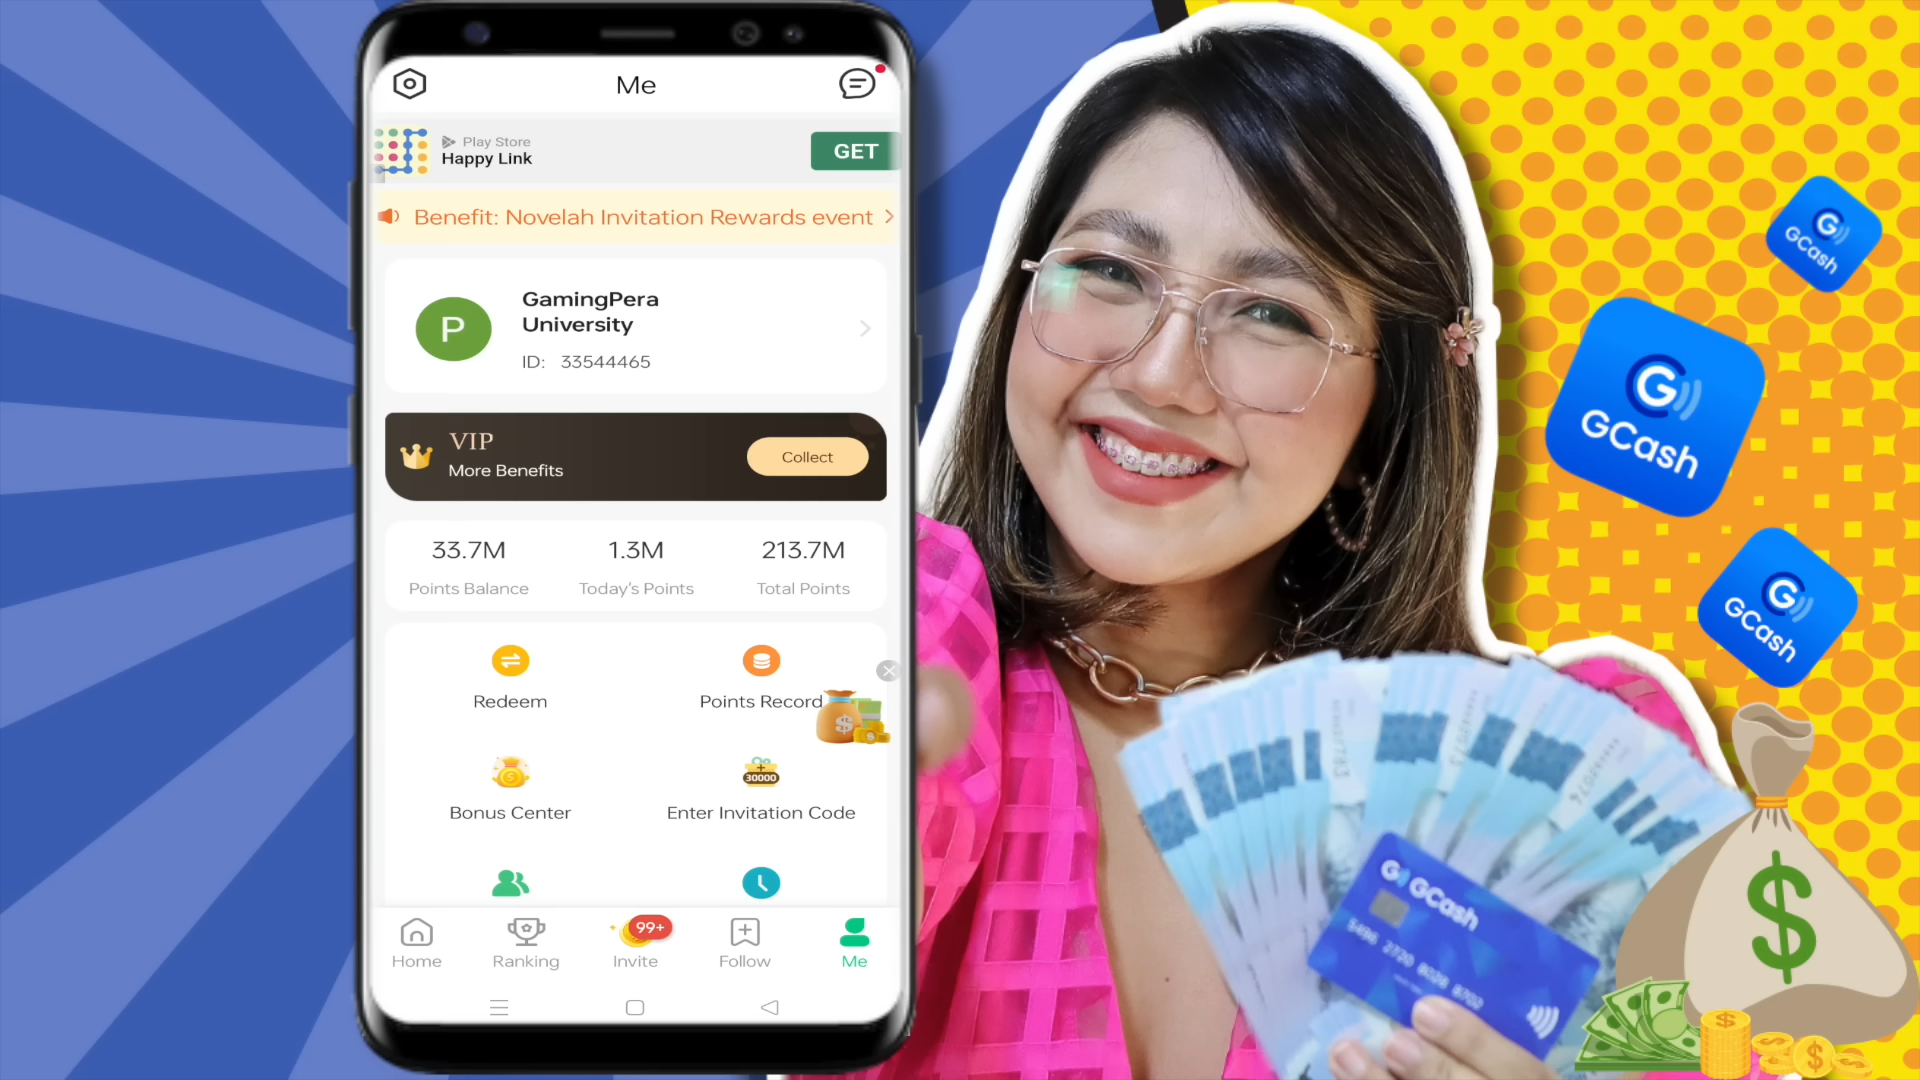 Me
Play Store
Happy Link
GET
Benefit: Novelah Invitation Rewards event
P
GamingPera
University
ID: 33544465
VIP
More Benefits
Collect
33.7M
1.3M
213.7M
Points Balance
Today's Points
Total Points
Redeem
Points Record
30000
Bonus Center
Enter Invitation Code
99+
Home
Ranking
Invite
Follow
Me
GCash
GCash
GCash
GCash